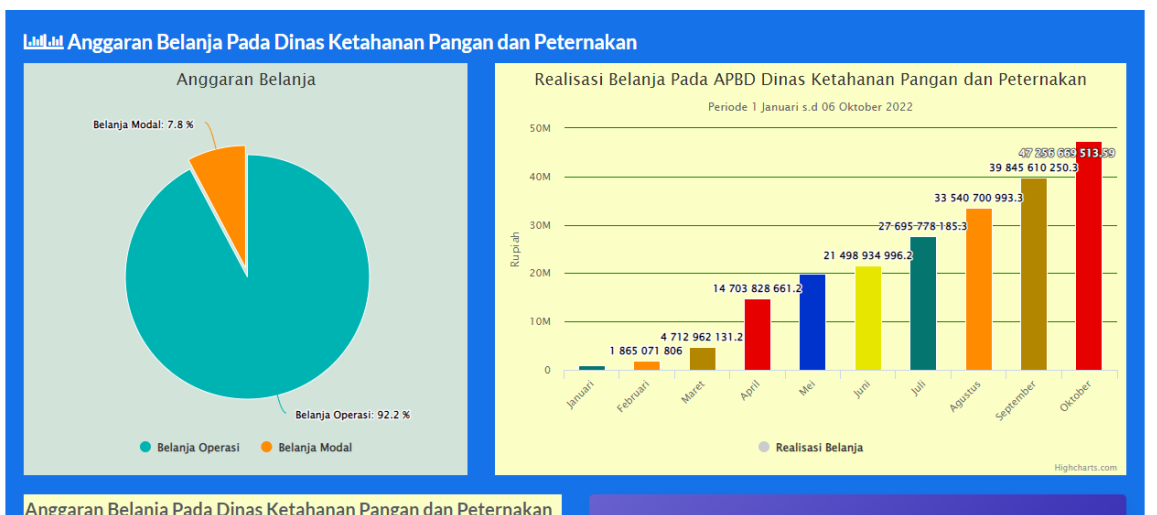 Anggaran Belanja Pada Dinas Ketahanan Pangan dan Peternakan
Anggaran Belanja
Belanja Modal: 7.8 %
Belanja Operasi: 92.2 %
Belanja Operasi
Belanja Modal
Realisasi Belanja Pada APBD Dinas Ketahanan Pangan dan Peternakan
Periode 1 Januari s.d 06 Oktober 2022
Rupiah
50M
40M
30M
20M
10M
0
1 865 071 806
4 712 962 131.2
14 703 828 661.2
21 498 934 996.2
27 695 778 185.3
33 540 700 993.3
39 845 610 250.3
47 256 669 513.59
Januari
Februari
Maret
April
Mei
Juni
Juli
Agustus
September
Oktober
Realisasi Belanja
Highcharts.com
Anggaran Belanja Pada Dinas Ketahanan Pangan dan Peternakan